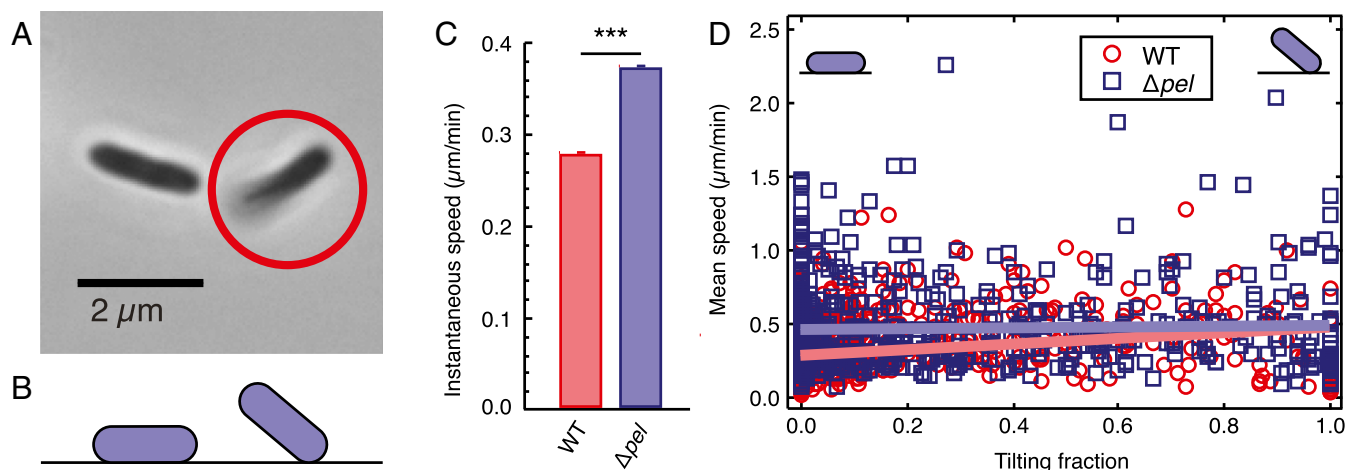 A
2 µm
B
C
Instantaneous speed (µm/min)
0.4
0.3
0.2
0.1
0.0
***
WT
Δpel
D
Mean speed (µm/min)
2.5
2.0
1.5
1.0
0.5
0.0
WT
Δpel
0.0 0.2 0.4 0.6 0.8 1.0
Tilting fraction